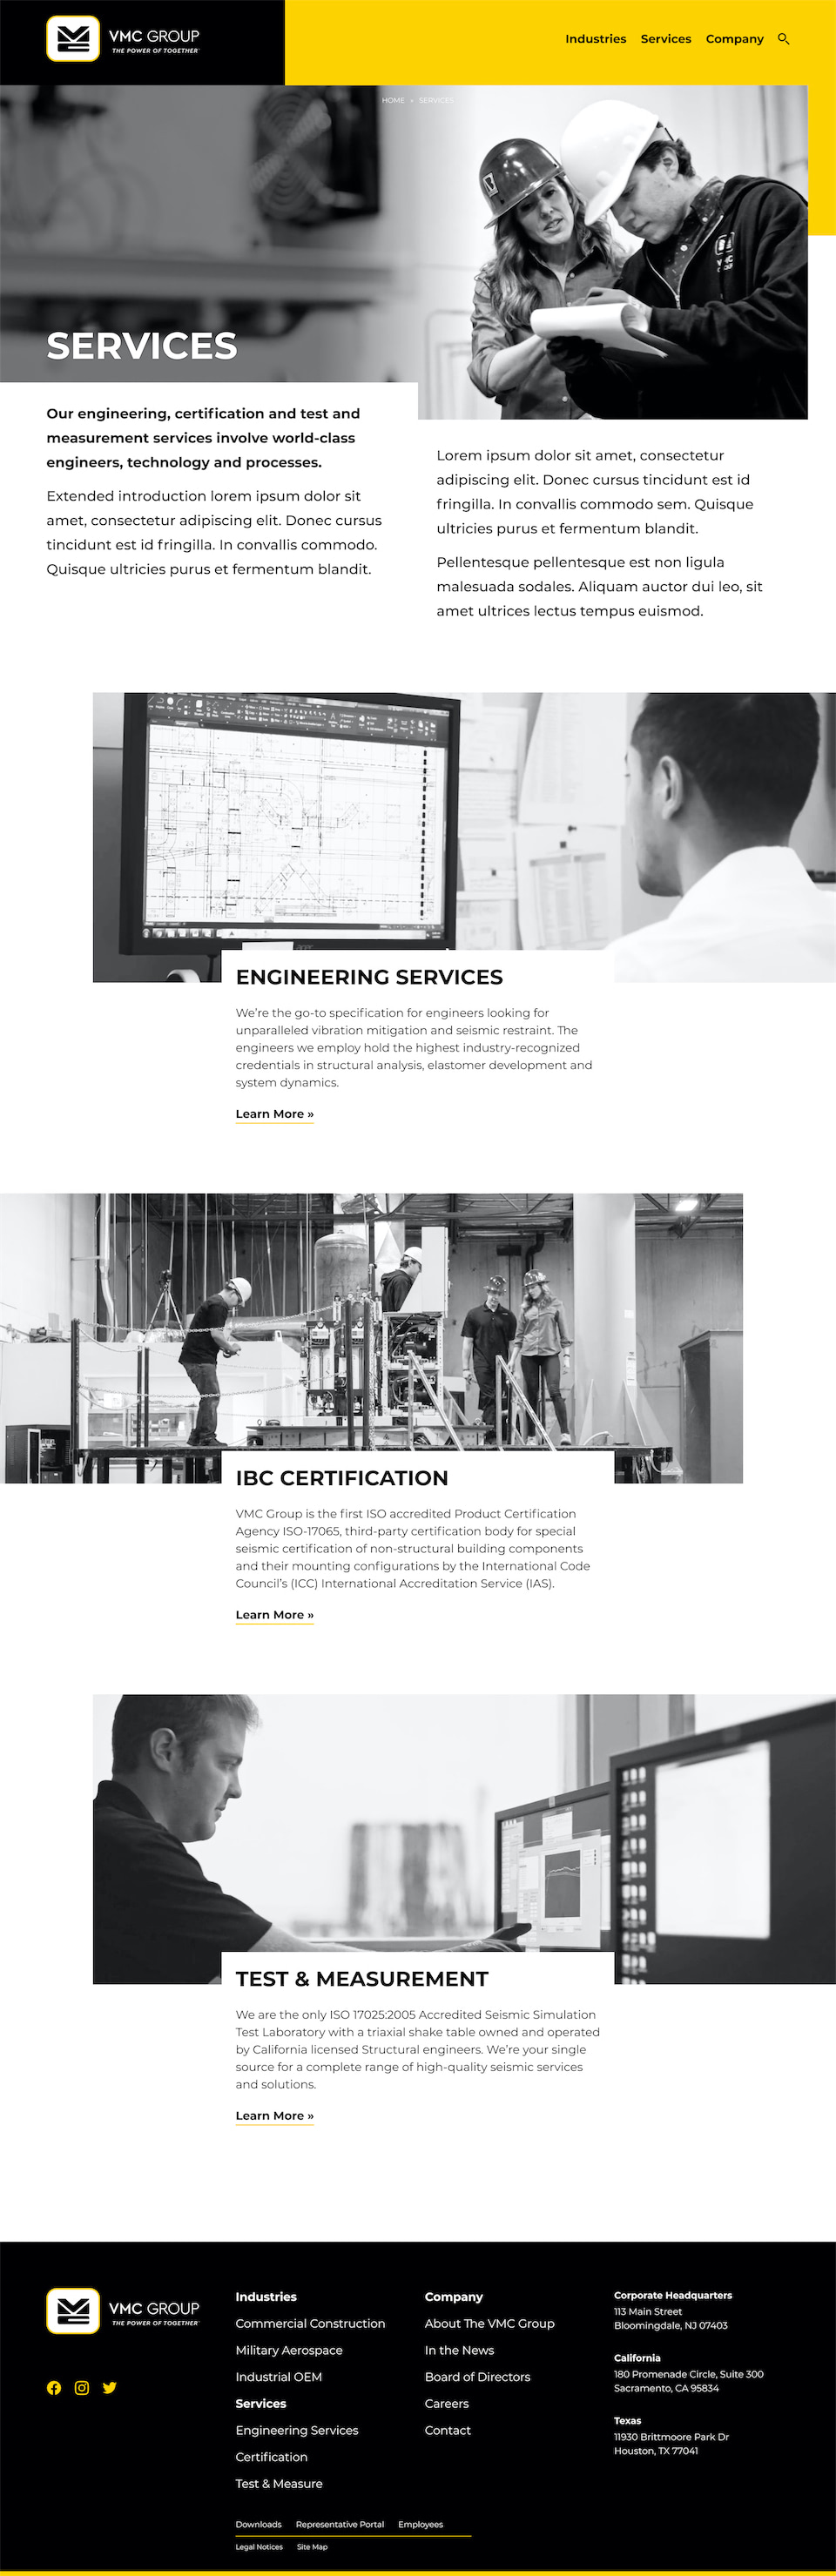 VMC GROUP
THE POWER OF TOGETHER
Industries Services Company
HOME » SERVICES
SERVICES
Our engineering, certification and test and
measurement services involve world-class
engineers, technology and processes.
Extended introduction lorem ipsum dolor sit
amet, consectetur adipiscing elit. Donec cursus
tincidunt est id fringilla. In convallis commodo.
Quisque ultricies purus et fermentum blandit.
Lorem ipsum dolor sit amet, consectetur
adipiscing elit. Donec cursus tincidunt est id
fringilla. In convallis commodo sem. Quisque
ultricies purus et fermentum blandit.
Pellentesque pellentesque est non ligula
malesuada sodales. Aliquam auctor dui leo, sit
amet ultrices lectus tempus euismod.
acer
ENGINEERING SERVICES
We’re the go-to specification for engineers looking for
unparalleled vibration mitigation and seismic restraint. The
engineers we employ hold the highest industry-recognized
credentials in structural analysis, elastomer development and
system dynamics.
Learn More »
IBC CERTIFICATION
VMC Group is the first ISO accredited Product Certification
Agency ISO-17065, third-party certification body for special
seismic certification of non-structural building components
and their mounting configurations by the International Code
Council’s (ICC) International Accreditation Service (IAS).
Learn More »
TEST & MEASUREMENT
We are the only ISO 17025:2005 Accredited Seismic Simulation
Test Laboratory with a triaxial shake table owned and operated
by California licensed Structural engineers. We’re your single
source for a complete range of high-quality seismic services
and solutions.
Learn More »
VMC GROUP
THE POWER OF TOGETHER
Industries
Commercial Construction
Military Aerospace
Industrial OEM
Services
Engineering Services
Certification
Test & Measure
Company
About The VMC Group
In the News
Board of Directors
Careers
Contact
Corporate Headquarters
113 Main Street
Bloomingdale, NJ 07403
California
180 Promenade Circle, Suite 300
Sacramento, CA 95834
Texas
11930 Brittmoore Park Dr
Houston, TX 77041
Downloads Representative Portal Employees
Legal Notices Site Map